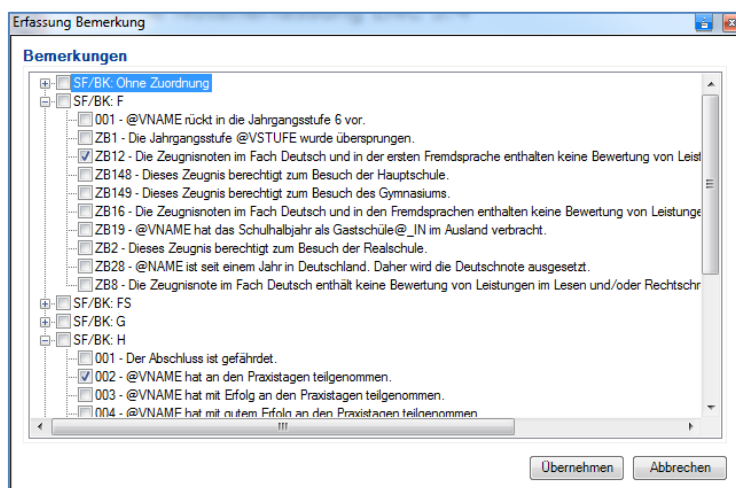 Erfassung Bemerkung
Bemerkungen
SF/BK: Ohne Zuordnung
SF/BK: F
001 - @VNAME rückt in die Jahrgangsstufe 6 vor.
ZB1 - Die Jahrgangsstufe @VSTUFE wurde übersprungen.
ZB12 - Die Zeugnisnoten im Fach Deutsch und in der ersten Fremdsprache enthalten keine Bewertung von Leist
ZB148 - Dieses Zeugnis berechtigt zum Besuch der Hauptschule.
ZB149 - Dieses Zeugnis berechtigt zum Besuch des Gymnasiums.
ZB16 - Die Zeugnisnoten im Fach Deutsch und in den Fremdsprachen enthalten keine Bewertung von Leistunge
ZB19 - @VNAME hat das Schulhalbjahr als Gastschüle@_IN im Ausland verbracht.
ZB2 - Dieses Zeugnis berechtigt zum Besuch der Realschule.
ZB28 - @NAME ist seit einem Jahr in Deutschland. Daher wird die Deutschnote ausgesetzt.
ZB8 - Die Zeugnisnote im Fach Deutsch enthält keine Bewertung von Leistungen im Lesen und/oder Rechtschr
SF/BK: FS
SF/BK: G
SF/BK: H
001 - Der Abschluss ist gefährdet.
002 - @VNAME hat an den Praxistagen teilgenommen.
003 - @VNAME hat mit Erfolg an den Praxistagen teilgenommen.
004 - @VNAME hat mit gutem Erfolg an den Praxistagen teilgenommen
Übernehmen
Abbrechen